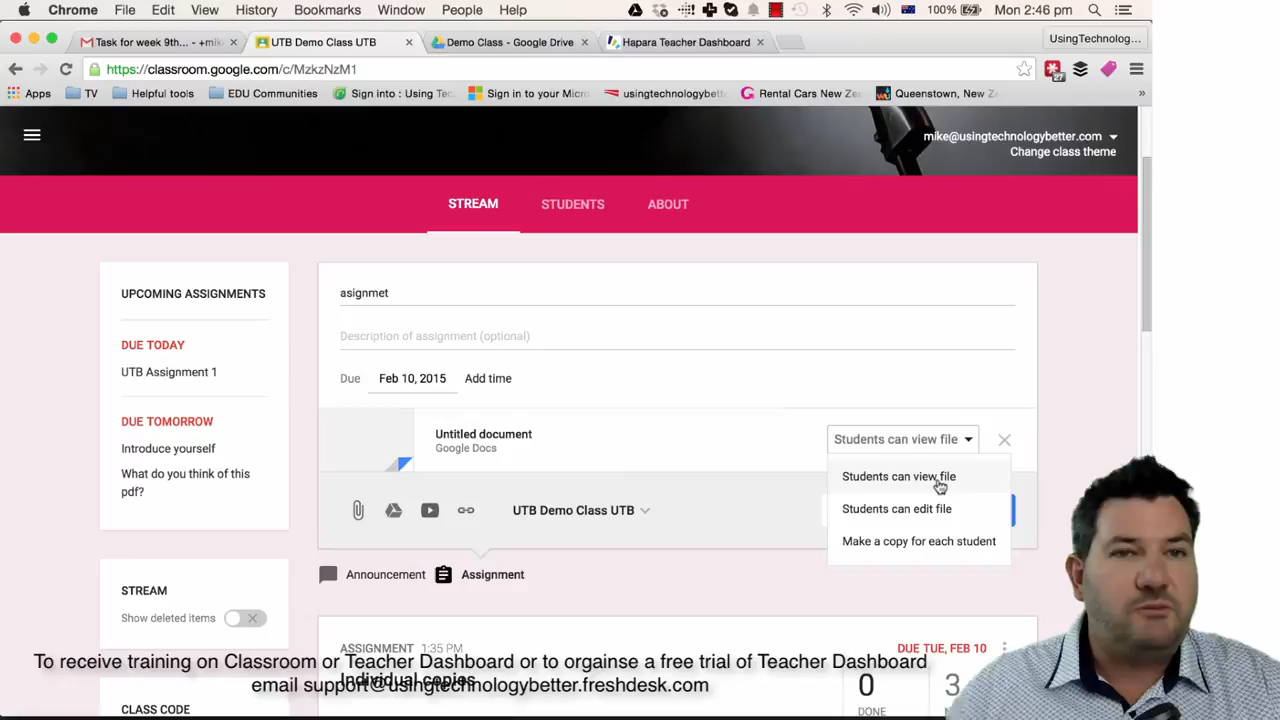 Chrome File Edit View History Bookmarks Window People Help 100% Mon 2:46 pm
Task for week 9th... - +mik UTB Demo Class UTB Demo Class - Google Drive Hapara Teacher Dashboard UsingTechnolog...
https://classroom.google.com/c/MzkzNzM1 27
Apps TV Helpful tools EDU Communities Sign into : Using Tec Sign in to your Micro usingtechnologybett Rental Cars New Ze Queenstown, New Z »
mike@usingtechnologybetter.com
Change class theme
STREAM STUDENTS ABOUT
UPCOMING ASSIGNMENTS
DUE TODAY
UTB Assignment 1
DUE TOMORROW
Introduce yourself
What do you think of this
pdf?
asignmet
Description of assignment (optional)
Due Feb 10, 2015 Add time
Untitled document
Google Docs
Students can view file
Students can view file
Students can edit file
Make a copy for each student
UTB Demo Class UTB
Announcement Assignment
STREAM
Show deleted items
ASSIGNMENT 1:35 PM DUE TUE, FEB 10
Individual copies
0 3
DONE
CLASS CODE
To receive training on Classroom or Teacher Dashboard or to orgainse a free trial of Teacher Dashboard
email support@usingtechnologybetter.freshdesk.com